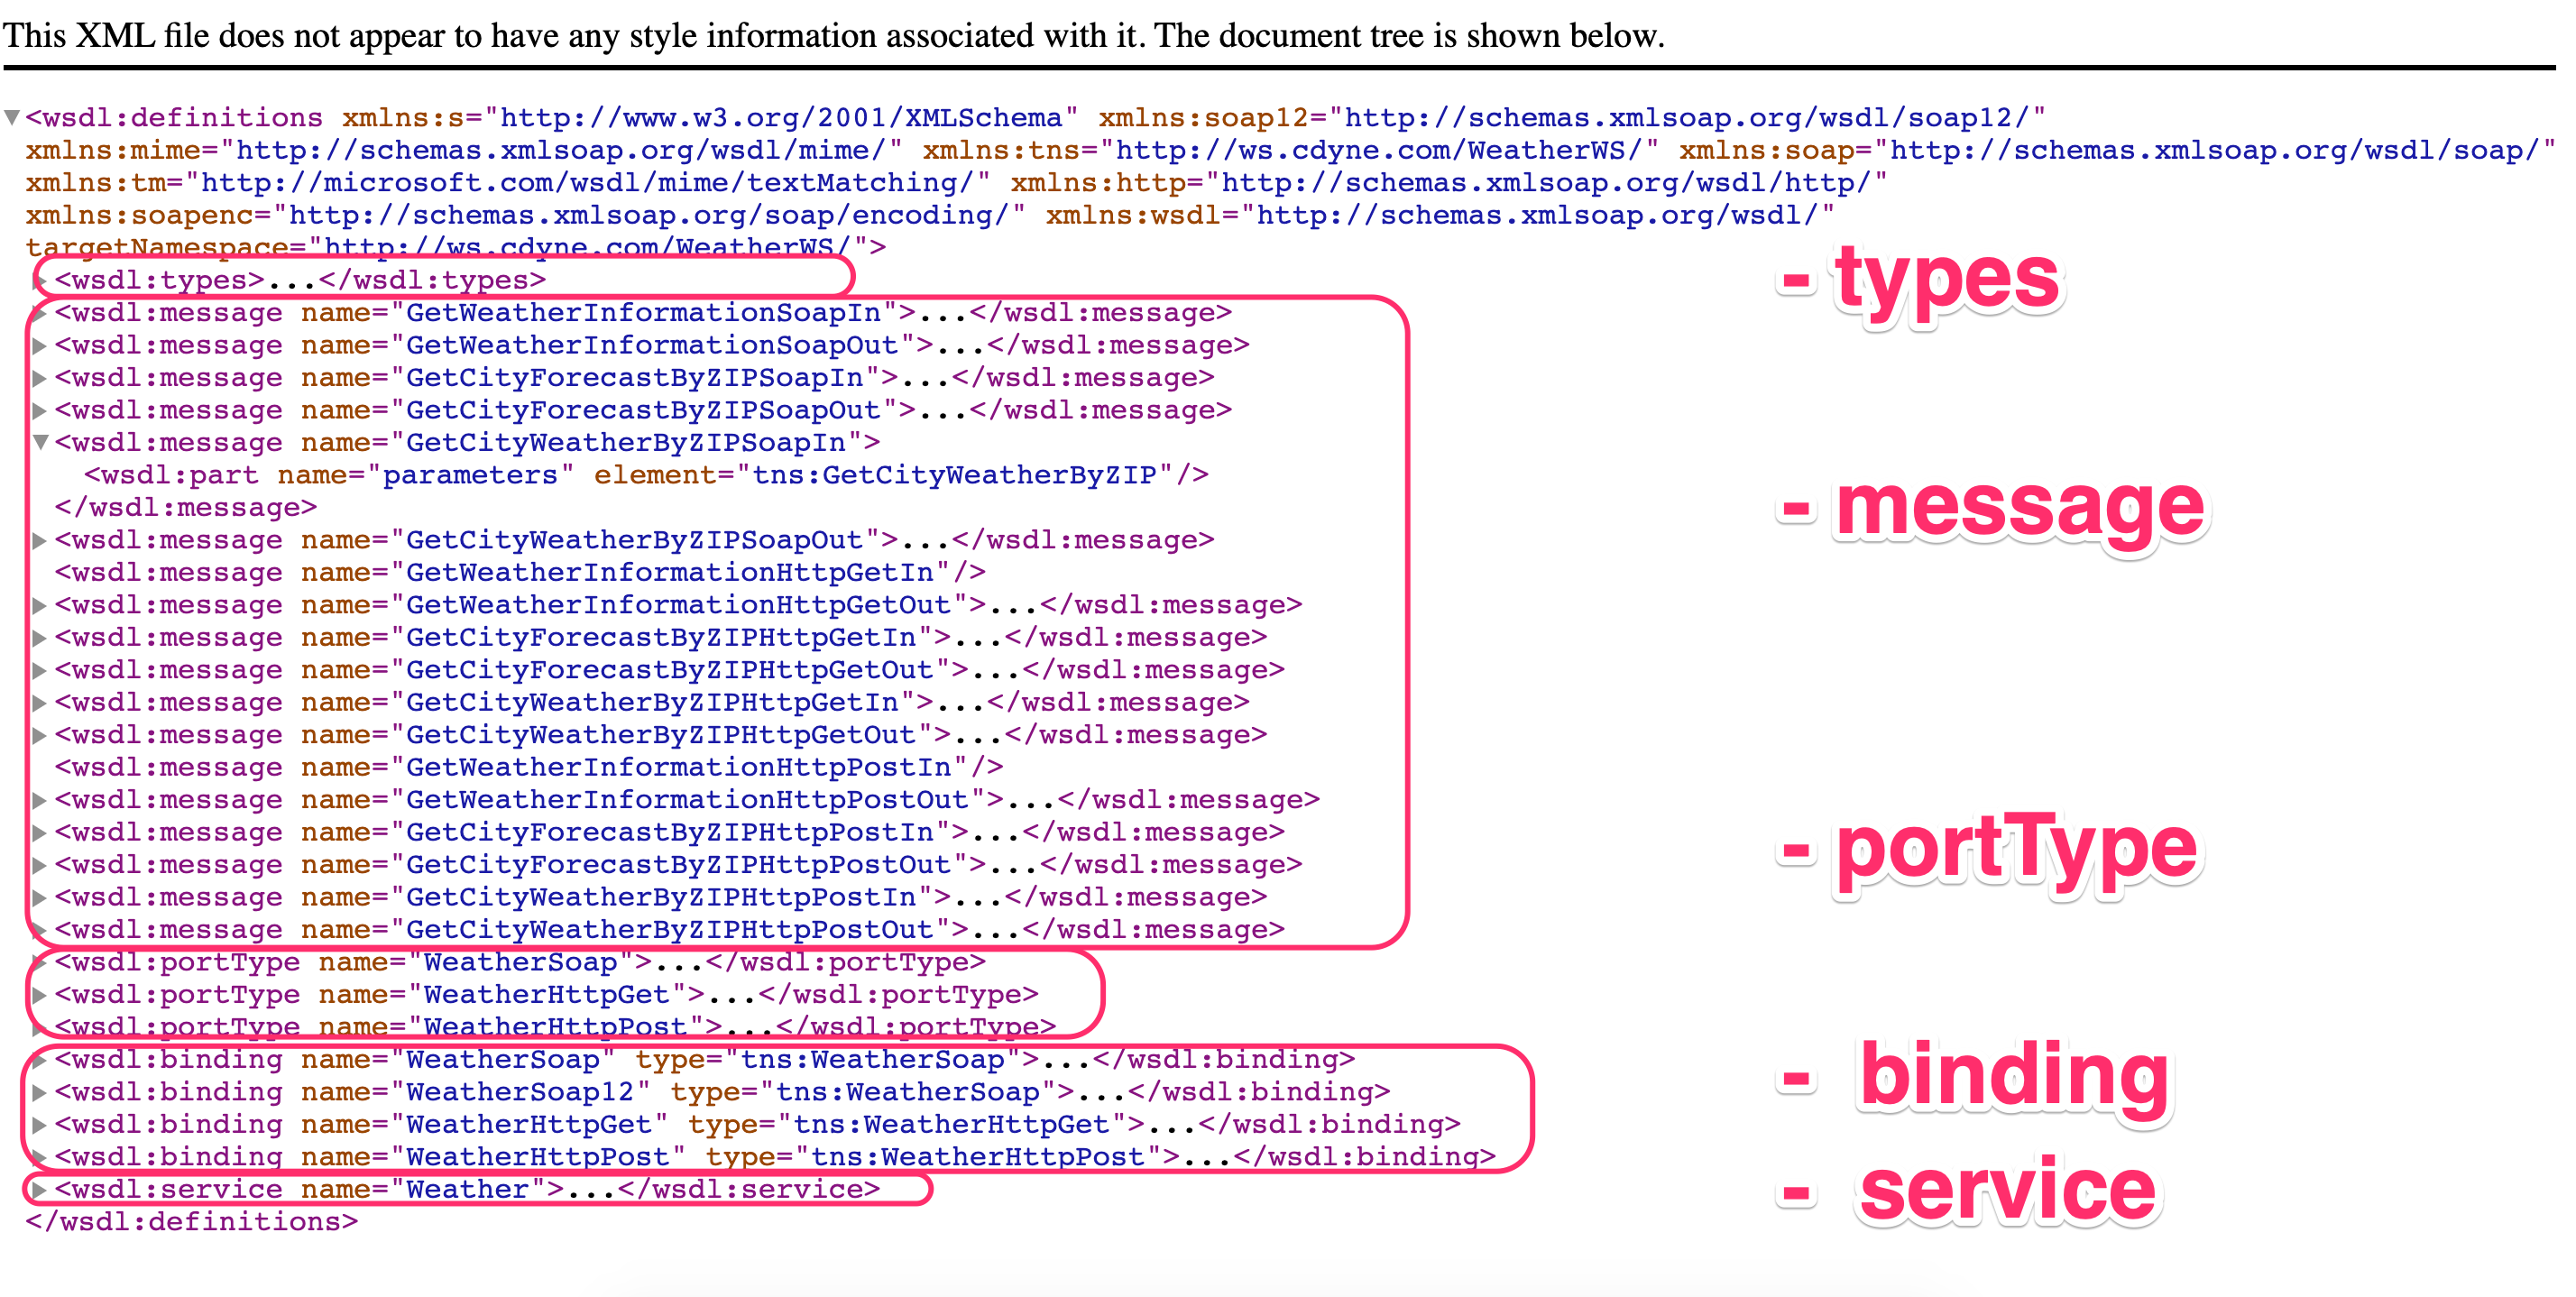 This XML file does not appear to have any style information associated with it. The document tree is shown below.
▼<wsdl:definitions xmlns:s="http://www.w3.org/2001/XMLSchema" xmlns:soap12="http://schemas.xmlsoap.org/wsdl/soap12/"
xmlns:mime="http://schemas.xmlsoap.org/wsdl/mime/" xmlns:tns="http://ws.cdyne.com/WeatherWS/" xmlns:soap="http://schemas.xmlsoap.org/wsdl/soap/"
xmlns:tm="http://microsoft.com/wsdl/mime/textMatching/" xmlns:http="http://schemas.xmlsoap.org/wsdl/http/"
xmlns:soapenc="http://schemas.xmlsoap.org/soap/encoding/" xmlns:wsdl="http://schemas.xmlsoap.org/wsdl/"
targetNamespace="http://ws.cdyne.com/WeatherWS/">
▶<wsdl:types>...</wsdl:types>
- types
▶<wsdl:message name="GetWeatherInformationSoapIn">...</wsdl:message>
▶<wsdl:message name="GetWeatherInformationSoapOut">...</wsdl:message>
▶<wsdl:message name="GetCityForecastByZIPSoapIn">...</wsdl:message>
▶<wsdl:message name="GetCityForecastByZIPSoapOut">...</wsdl:message>
▼<wsdl:message name="GetCityWeatherByZIPSoapIn">
<wsdl:part name="parameters" element="tns:GetCityWeatherByZIP"/>
</wsdl:message>
- message
▶<wsdl:message name="GetCityWeatherByZIPSoapOut">...</wsdl:message>
<wsdl:message name="GetWeatherInformationHttpGetIn"/>
▶<wsdl:message name="GetWeatherInformationHttpGetOut">...</wsdl:message>
▶<wsdl:message name="GetCityForecastByZIPHttpGetIn">...</wsdl:message>
▶<wsdl:message name="GetCityForecastByZIPHttpGetOut">...</wsdl:message>
▶<wsdl:message name="GetCityWeatherByZIPHttpGetIn">...</wsdl:message>
▶<wsdl:message name="GetCityWeatherByZIPHttpGetOut">...</wsdl:message>
<wsdl:message name="GetWeatherInformationHttpPostIn"/>
▶<wsdl:message name="GetWeatherInformationHttpPostOut">...</wsdl:message>
▶<wsdl:message name="GetCityForecastByZIPHttpPostIn">...</wsdl:message>
- portType
▶<wsdl:message name="GetCityForecastByZIPHttpPostOut">...</wsdl:message>
▶<wsdl:message name="GetCityWeatherByZIPHttpPostIn">...</wsdl:message>
▶<wsdl:message name="GetCityWeatherByZIPHttpPostOut">...</wsdl:message>
▶<wsdl:portType name="WeatherSoap">...</wsdl:portType>
▶<wsdl:portType name="WeatherHttpGet">...</wsdl:portType>
▶<wsdl:portType name="WeatherHttpPost">...</wsdl:portType>
▶<wsdl:binding name="WeatherSoap" type="tns:WeatherSoap">...</wsdl:binding>
- binding
▶<wsdl:binding name="WeatherSoap12" type="tns:WeatherSoap">...</wsdl:binding>
▶<wsdl:binding name="WeatherHttpGet" type="tns:WeatherHttpGet">...</wsdl:binding>
▶<wsdl:binding name="WeatherHttpPost" type="tns:WeatherHttpPost">...</wsdl:binding>
▶<wsdl:service name="Weather">...</wsdl:service>
- service
</wsdl:definitions>